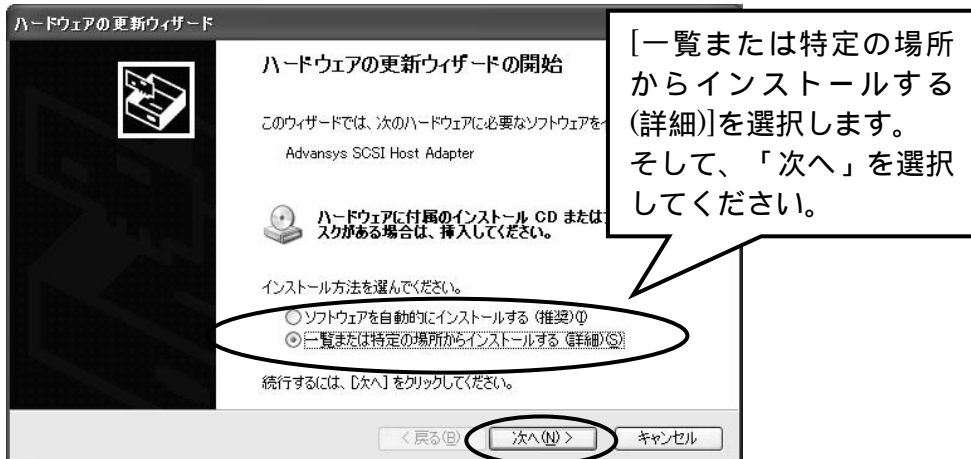 ハードウェアの更新ウィザード
ハードウェアの更新ウィザードの開始
このウィザードでは、次のハードウェアに必要なソフトウェアを
Advansys SCSI Host Adapter
ハードウェアに付属のインストール CD または
スクがある場合は、挿入してください。
インストール方法を選んでください。
ソフトウェアを自動的にインストールする (推奨)(I)
一覧または特定の場所からインストールする (詳細)(S)
続行するには、[次へ] をクリックしてください。
< 戻る(B)
次へ(N) >
キャンセル
[一覧または特定の場所
からインストールする
(詳細)]を選択します。
そして、「次へ」を選択
してください。